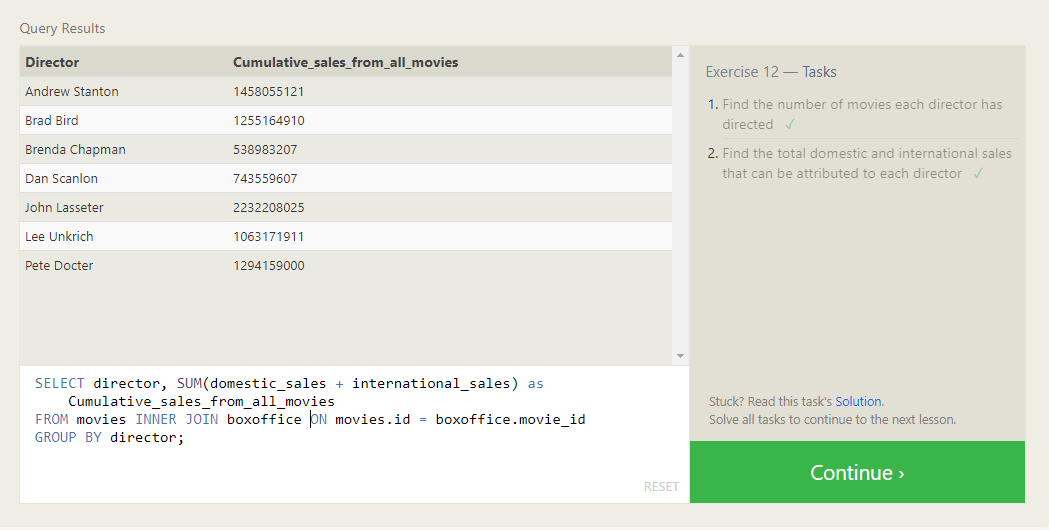 Query Results
Director Cumulative_sales_from_all_movies
Andrew Stanton 1458055121
Brad Bird 1255164910
Brenda Chapman 538983207
Dan Scanlon 743559607
John Lasseter 2232208025
Lee Unkrich 1063171911
Pete Docter 1294159000
SELECT director, SUM(domestic_sales + international_sales) as
Cumulative_sales_from_all_movies
FROM movies INNER JOIN boxoffice ON movies.id = boxoffice.movie_id
GROUP BY director;
RESET
Exercise 12 — Tasks
1. Find the number of movies each director has
directed ✓
2. Find the total domestic and international sales
that can be attributed to each director ✓
Stuck? Read this task's Solution.
Solve all tasks to continue to the next lesson.
Continue ›